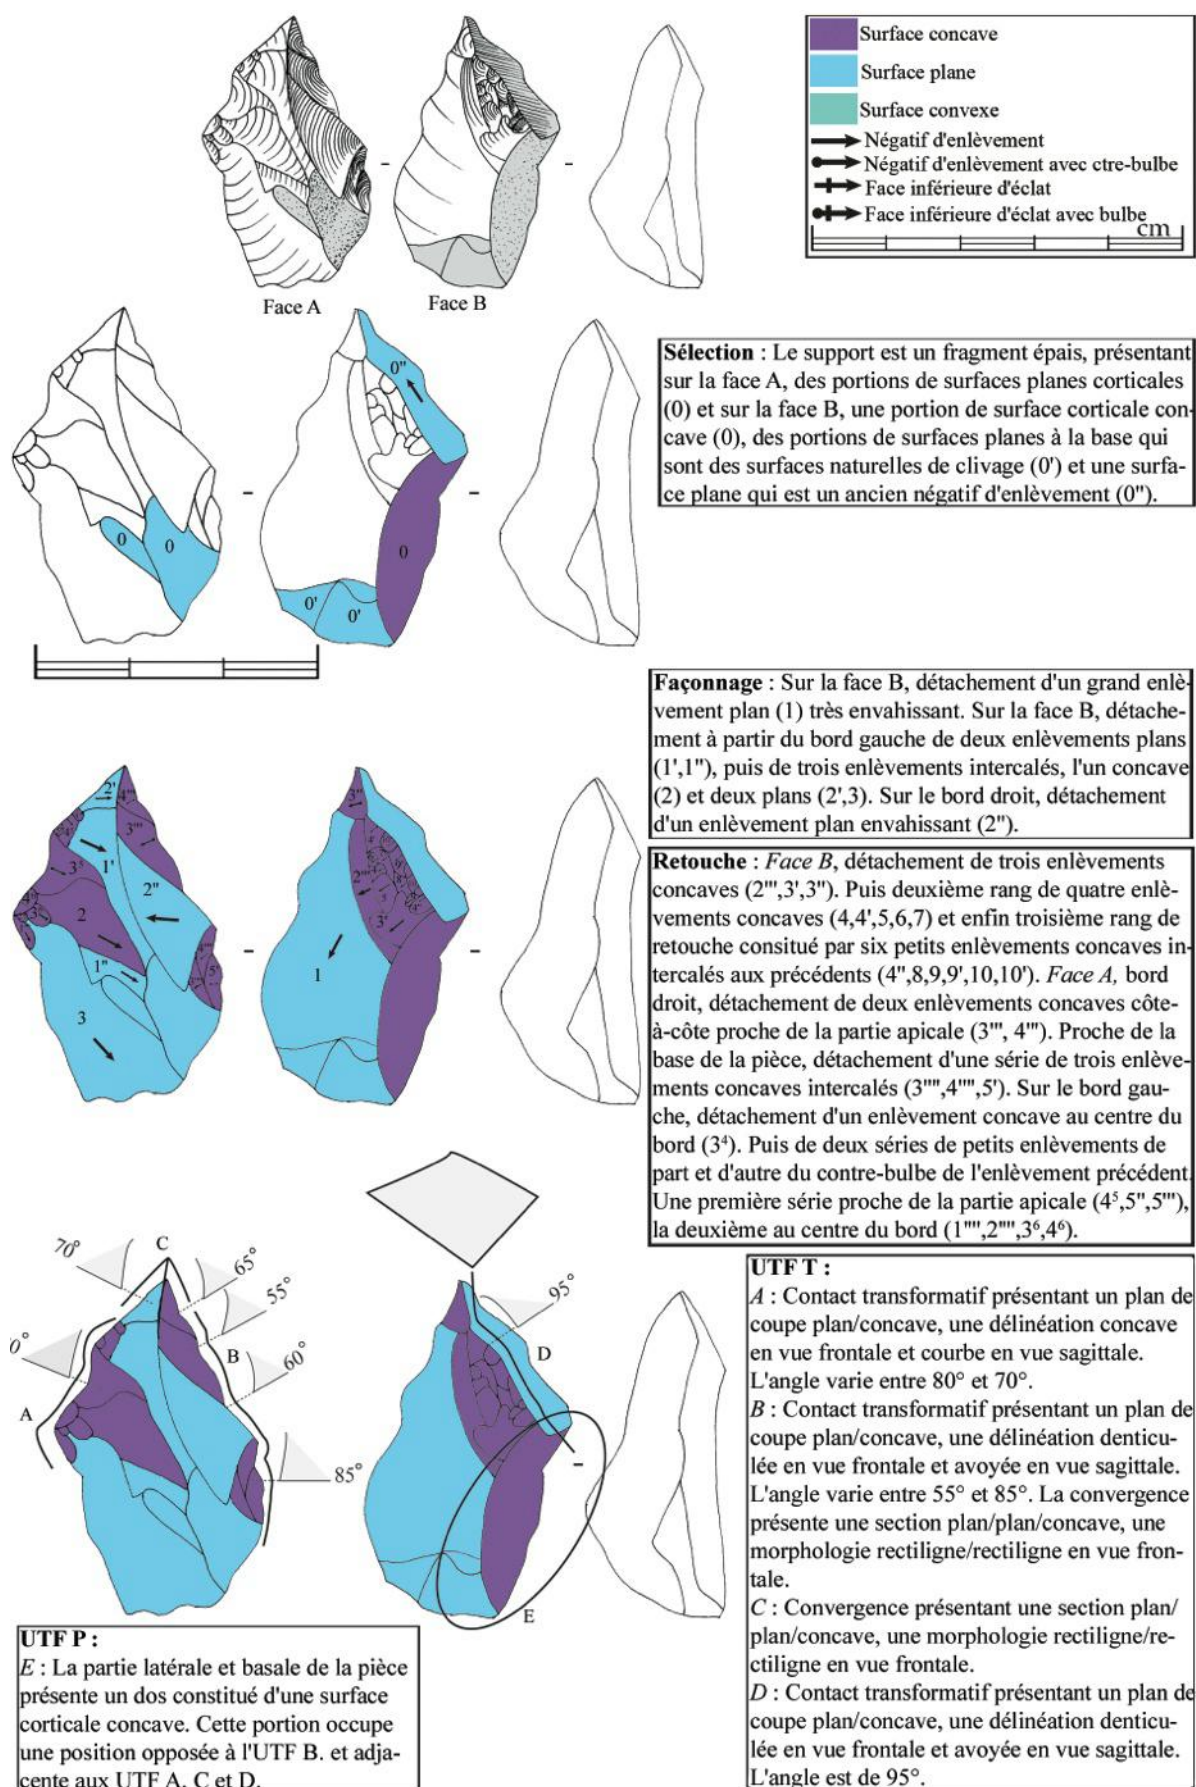 Surface concave
Surface plane
Surface convexe
Négatif d'enlèvement
Négatif d'enlèvement avec ctre-bulbe
Face inférieure d'éclat
Face inférieure d'éclat avec bulbe
cm
Face A
Face B
Sélection : Le support est un fragment épais, présentant
sur la face A, des portions de surfaces planes corticales
(0) et sur la face B, une portion de surface corticale con-
cave (0), des portions de surfaces planes à la base qui
sont des surfaces naturelles de clivage (0') et une surfa-
ce plane qui est un ancien négatif d'enlèvement (0'').
0''
0
0
0
0'
0'
Façonnage : Sur la face B, détachement d'un grand enlè-
vement plan (1) très envahissant. Sur la face B, détache-
ment à partir du bord gauche de deux enlèvements plans
(1',1''), puis de trois enlèvements intercalés, l'un concave
(2) et deux plans (2',3). Sur le bord droit, détachement
d'un enlèvement plan envahissant (2'').
2'
4'''
3'''
1'
3⁵
2''
2
1''
3
3''
2'''
3'
1
Retouche : Face B, détachement de trois enlèvements
concaves (2''',3',3''). Puis deuxième rang de quatre enlè-
vements concaves (4,4',5,6,7) et enfin troisième rang de
retouche consitué par six petits enlèvements concaves in-
tercalés aux précédents (4'',8,9,9',10,10'). Face A, bord
droit, détachement de deux enlèvements concaves côte-
à-côte proche de la partie apicale (3''', 4'''). Proche de la
base de la pièce, détachement d'une série de trois enlève-
ments concaves intercalés (3'''',4'''',5'). Sur le bord gau-
che, détachement d'un enlèvement concave au centre du
bord (3⁴). Puis de deux séries de petits enlèvements de
part et d'autre du contre-bulbe de l'enlèvement précédent.
Une première série proche de la partie apicale (4⁵,5'',5'''),
la deuxième au centre du bord (1'''',2'''',3⁶,4⁶).
70°
C
65°
55°
0°
B
60°
A
85°
95°
D
E
UTF T :
A : Contact transformatif présentant un plan de
coupe plan/concave, une délinéation concave
en vue frontale et courbe en vue sagittale.
L'angle varie entre 80° et 70°.
B : Contact transformatif présentant un plan de
coupe plan/concave, une délinéation denticu-
lée en vue frontale et avoyée en vue sagittale.
L'angle varie entre 55° et 85°. La convergence
présente une section plan/plan/concave, une
morphologie rectiligne/rectiligne en vue fron-
tale.
C : Convergence présentant une section plan/
plan/concave, une morphologie rectiligne/re-
ctiligne en vue frontale.
D : Contact transformatif présentant un plan de
coupe plan/concave, une délinéation denticu-
lée en vue frontale et avoyée en vue sagittale.
L'angle est de 95°.
UTF P :
E : La partie latérale et basale de la pièce
présente un dos constitué d'une surface
corticale concave. Cette portion occupe
une position opposée à l'UTF B. et adja-
cente aux UTF A, C et D.